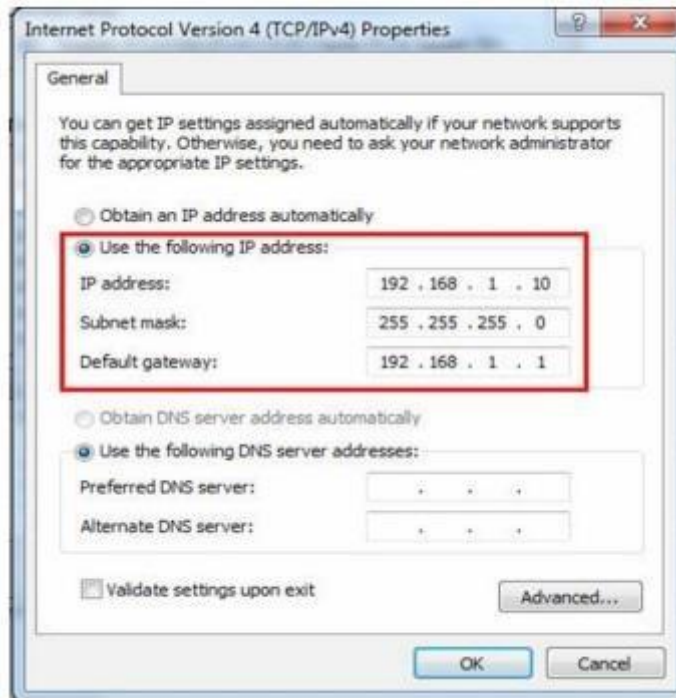 Internet Protocol Version 4 (TCP/IPv4) Properties
General
You can get IP settings assigned automatically if your network supports
this capability. Otherwise, you need to ask your network administrator
for the appropriate IP settings.
Obtain an IP address automatically
Use the following IP address:
IP address: 192 . 168 . 1 . 10
Subnet mask: 255 . 255 . 255 . 0
Default gateway: 192 . 168 . 1 . 1
Obtain DNS server address automatically
Use the following DNS server addresses:
Preferred DNS server: . . .
Alternate DNS server: . . .
Validate settings upon exit
Advanced...
OK Cancel